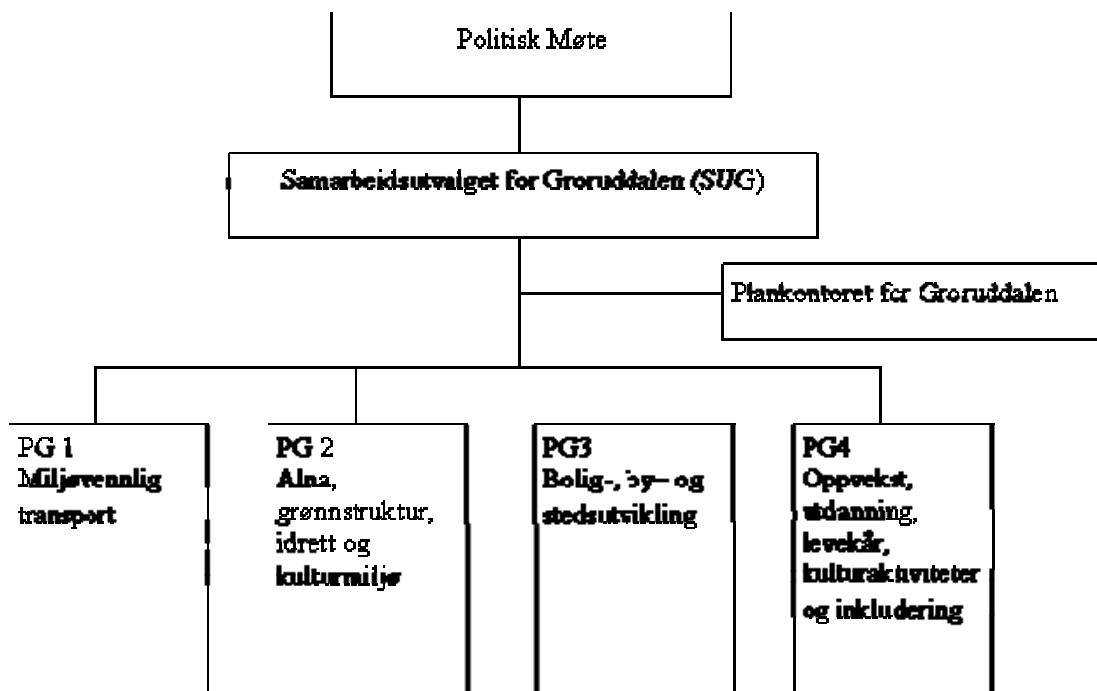 Politisk Møte
Samarbeidsutvalget for Groruddalen (SUG)
Plankontoret for Groruddalen
PG 1
Miljøvennlig
transport
PG 2
Alna,
grønnstruktur,
idrett og
kulturmiljø
PG3
Bolig-, by- og
stedsutvikling
PG4
Oppvekst,
utdanning,
levekår,
kulturaktiviteter
og inkludering